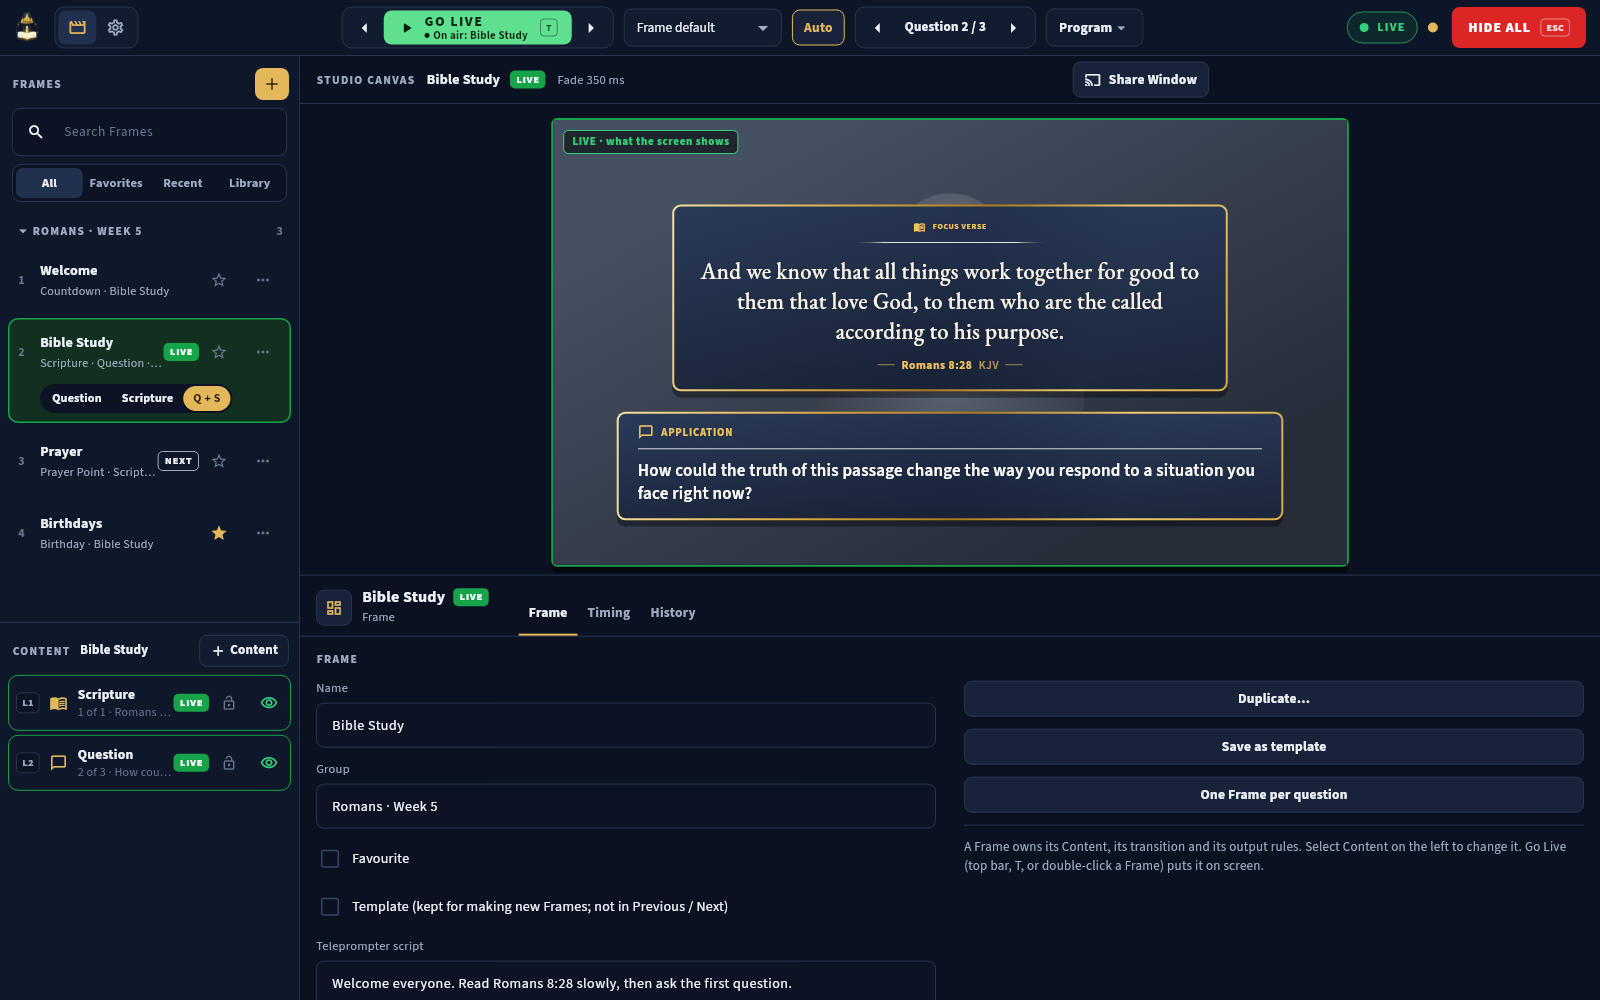 GO LIVE
On air: Bible Study
T
Frame default
Auto
Question 2 / 3
Program
LIVE
HIDE ALL
ESC
FRAMES
Search Frames
All
Favorites
Recent
Library
ROMANS · WEEK 5
3
1
Welcome
Countdown · Bible Study
2
Bible Study
Scripture · Question ·…
LIVE
Question
Scripture
Q + S
3
Prayer
Prayer Point · Script…
NEXT
4
Birthdays
Birthday · Bible Study
CONTENT
Bible Study
+ Content
L1
Scripture
1 of 1 · Romans …
LIVE
L2
Question
2 of 3 · How cou…
LIVE
STUDIO CANVAS
Bible Study
LIVE
Fade 350 ms
Share Window
LIVE · what the screen shows
FOCUS VERSE
And we know that all things work together for good to
them that love God, to them who are the called
according to his purpose.
Romans 8:28 KJV
APPLICATION
How could the truth of this passage change the way you respond to a situation you
face right now?
Bible Study
LIVE
Frame
Frame
Timing
History
FRAME
Name
Bible Study
Group
Romans · Week 5
Favourite
Template (kept for making new Frames; not in Previous / Next)
Teleprompter script
Welcome everyone. Read Romans 8:28 slowly, then ask the first question.
Duplicate…
Save as template
One Frame per question
A Frame owns its Content, its transition and its output rules. Select Content on the left to change it. Go Live
(top bar, T, or double-click a Frame) puts it on screen.